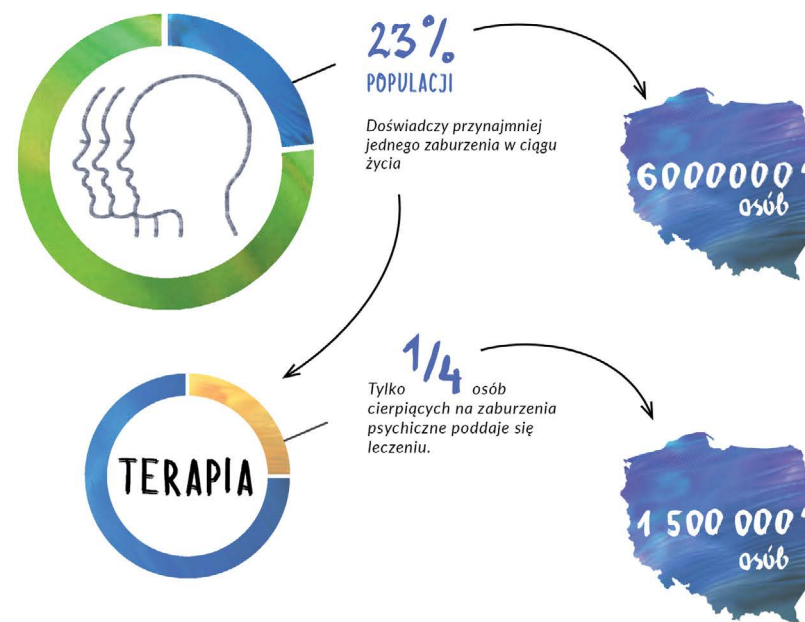 23%
POPULACJI
Doświadczy przynajmniej
jednego zaburzenia w ciągu
życia
6000000
osób
1/4
Tylko osób
cierpiących na zaburzenia
psychiczne poddaje się
leczeniu.
TERAPIA
1 500 000
osób